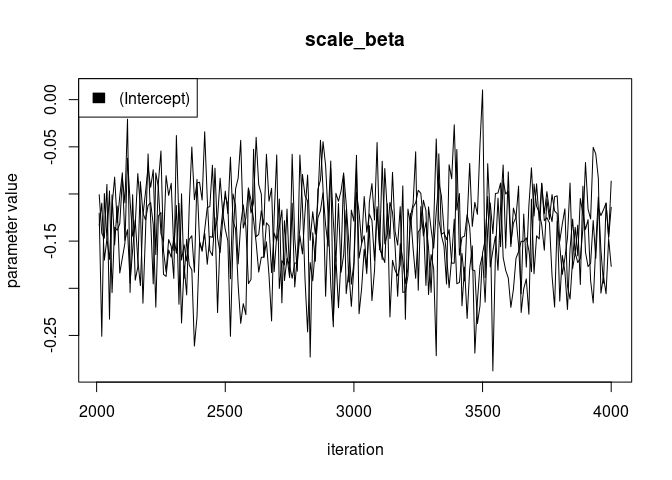 scale_beta
(Intercept)
0.00
-0.05
-0.15
-0.25
parameter value
2000 2500 3000 3500 4000
iteration